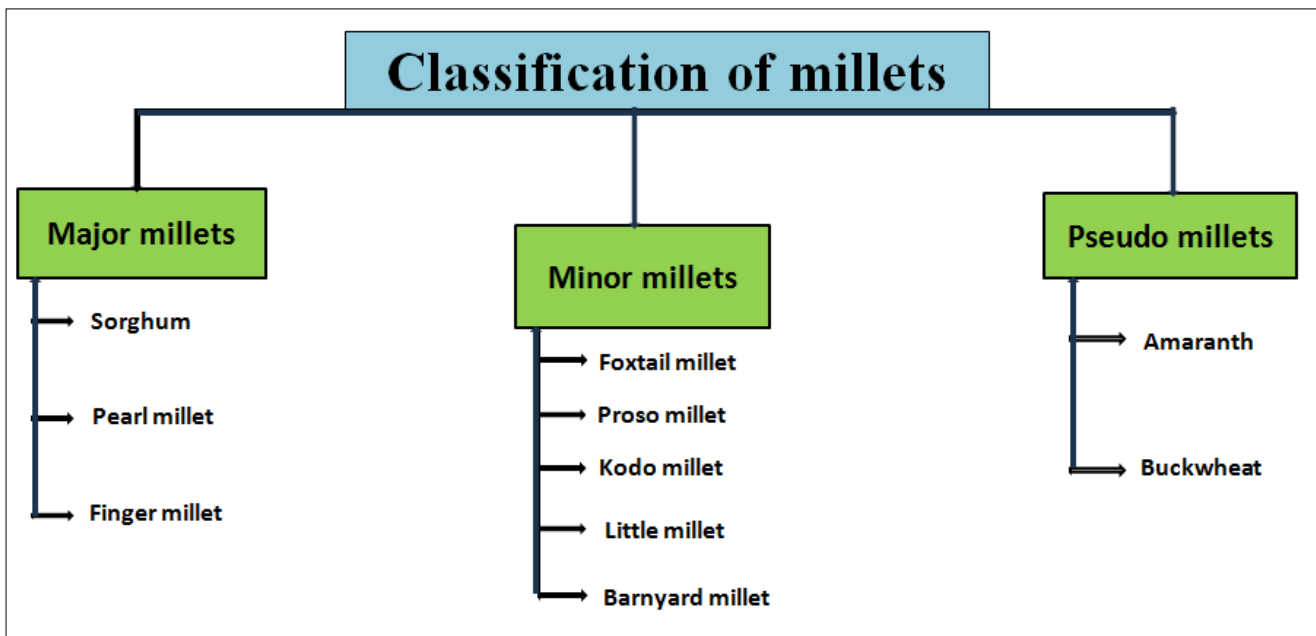 Classification of millets
Major millets
Sorghum
Pearl millet
Finger millet
Minor millets
Foxtail millet
Proso millet
Kodo millet
Little millet
Barnyard millet
Pseudo millets
Amaranth
Buckwheat